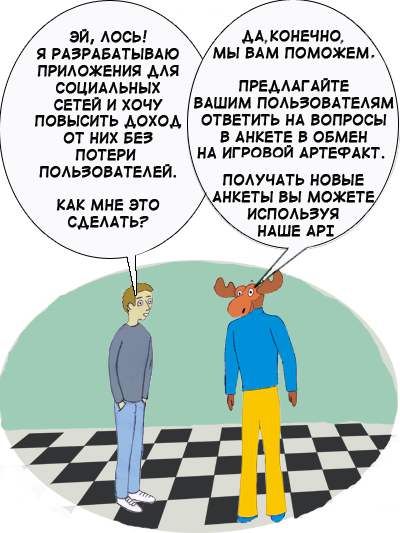 ЭЙ, ЛОСЬ!
Я РАЗРАБАТЫВАЮ
ПРИЛОЖЕНИЯ ДЛЯ
СОЦИАЛЬНЫХ
СЕТЕЙ И ХОЧУ
ПОВЫСИТЬ ДОХОД
ОТ НИХ БЕЗ
ПОТЕРИ
ПОЛЬЗОВАТЕЛЕЙ.
КАК МНЕ ЭТО
СДЕЛАТЬ?
ДА,КОНЕЧНО,
МЫ ВАМ ПОМОЖЕМ.
ПРЕДЛАГАЙТЕ
ВАШИМ ПОЛЬЗОВАТЕЛЯМ
ОТВЕТИТЬ НА ВОПРОСЫ
В АНКЕТЕ В ОБМЕН
НА ИГРОВОЙ АРТЕФАКТ.
ПОЛУЧАТЬ НОВЫЕ
АНКЕТЫ ВЫ МОЖЕТЕ
ИСПОЛЬЗУЯ
НАШЕ API